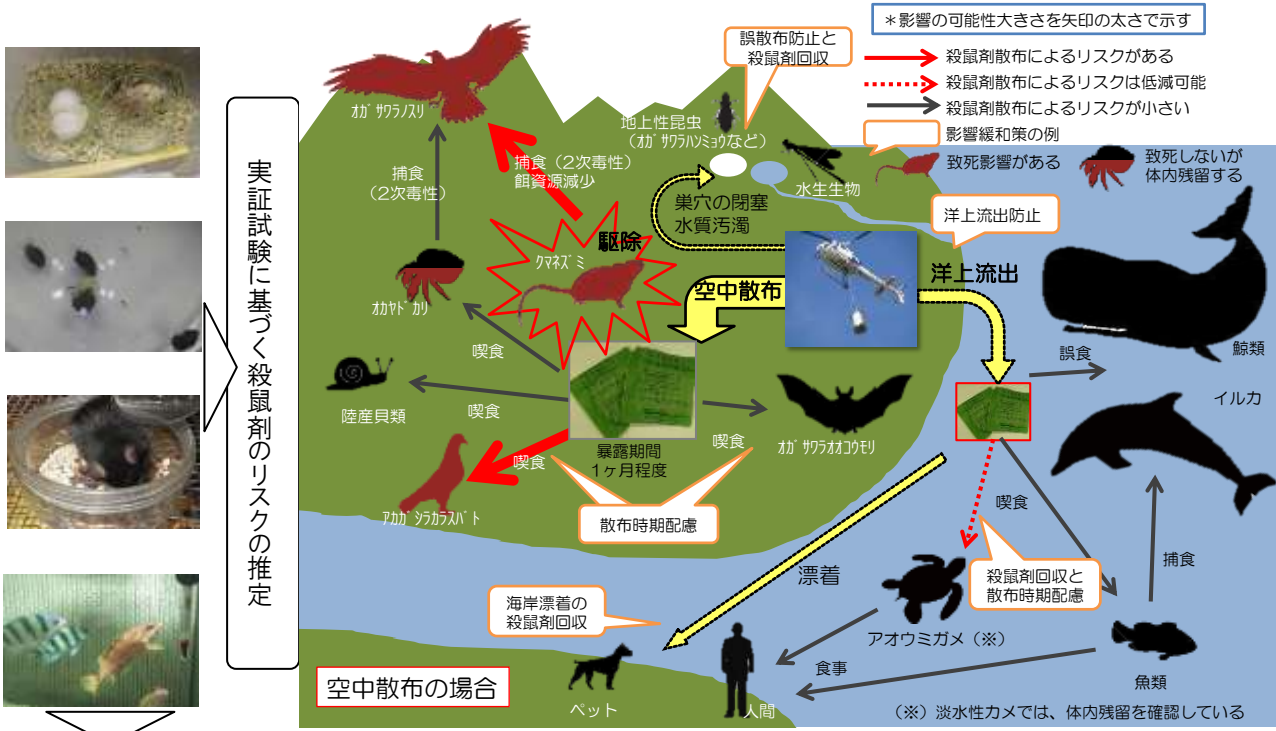 実証試験に基づく殺鼠剤のリスクの推定
＊影響の可能性大きさを矢印の太さで示す
殺鼠剤散布によるリスクがある
殺鼠剤散布によるリスクは低減可能
殺鼠剤散布によるリスクが小さい
影響緩和策の例
致死影響がある
致死しないが
体内残留する
誤散布防止と
殺鼠剤回収
ｵｶﾞｻﾜﾗﾉｽﾘ
地上性昆虫
（ｵｶﾞｻﾜﾗﾊﾝﾐｮｳなど）
水生生物
捕食
（２次毒性）
捕食（２次毒性）
餌資源減少
巣穴の閉塞
水質汚濁
洋上流出防止
駆除
ｸﾏﾈｽﾞﾐ
空中散布
洋上流出
ｵｶﾔﾄﾞｶﾘ
喫食
誤食
鯨類
陸産貝類
喫食
喫食
ｵｶﾞｻﾜﾗｵｵｺｳﾓﾘ
イルカ
暴露期間
１ヶ月程度
喫食
ｱｶｶﾞｼﾗｶﾗｽﾊﾞﾄ
散布時期配慮
喫食
殺鼠剤回収と
散布時期配慮
捕食
漂着
海岸漂着の
殺鼠剤回収
アオウミガメ（※）
食事
魚類
空中散布の場合
ペット
人間
（※）淡水性カメでは、体内残留を確認している